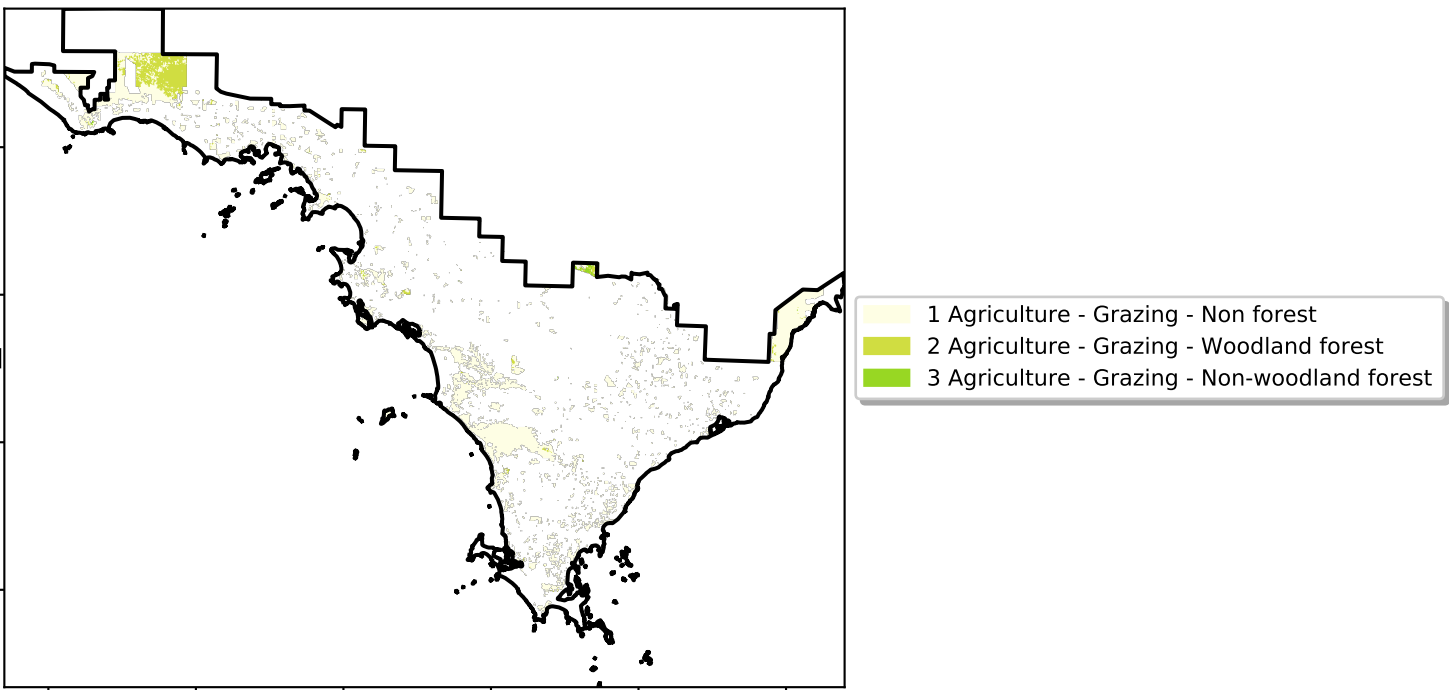 1 Agriculture - Grazing - Non forest
2 Agriculture - Grazing - Woodland forest
3 Agriculture - Grazing - Non-woodland forest